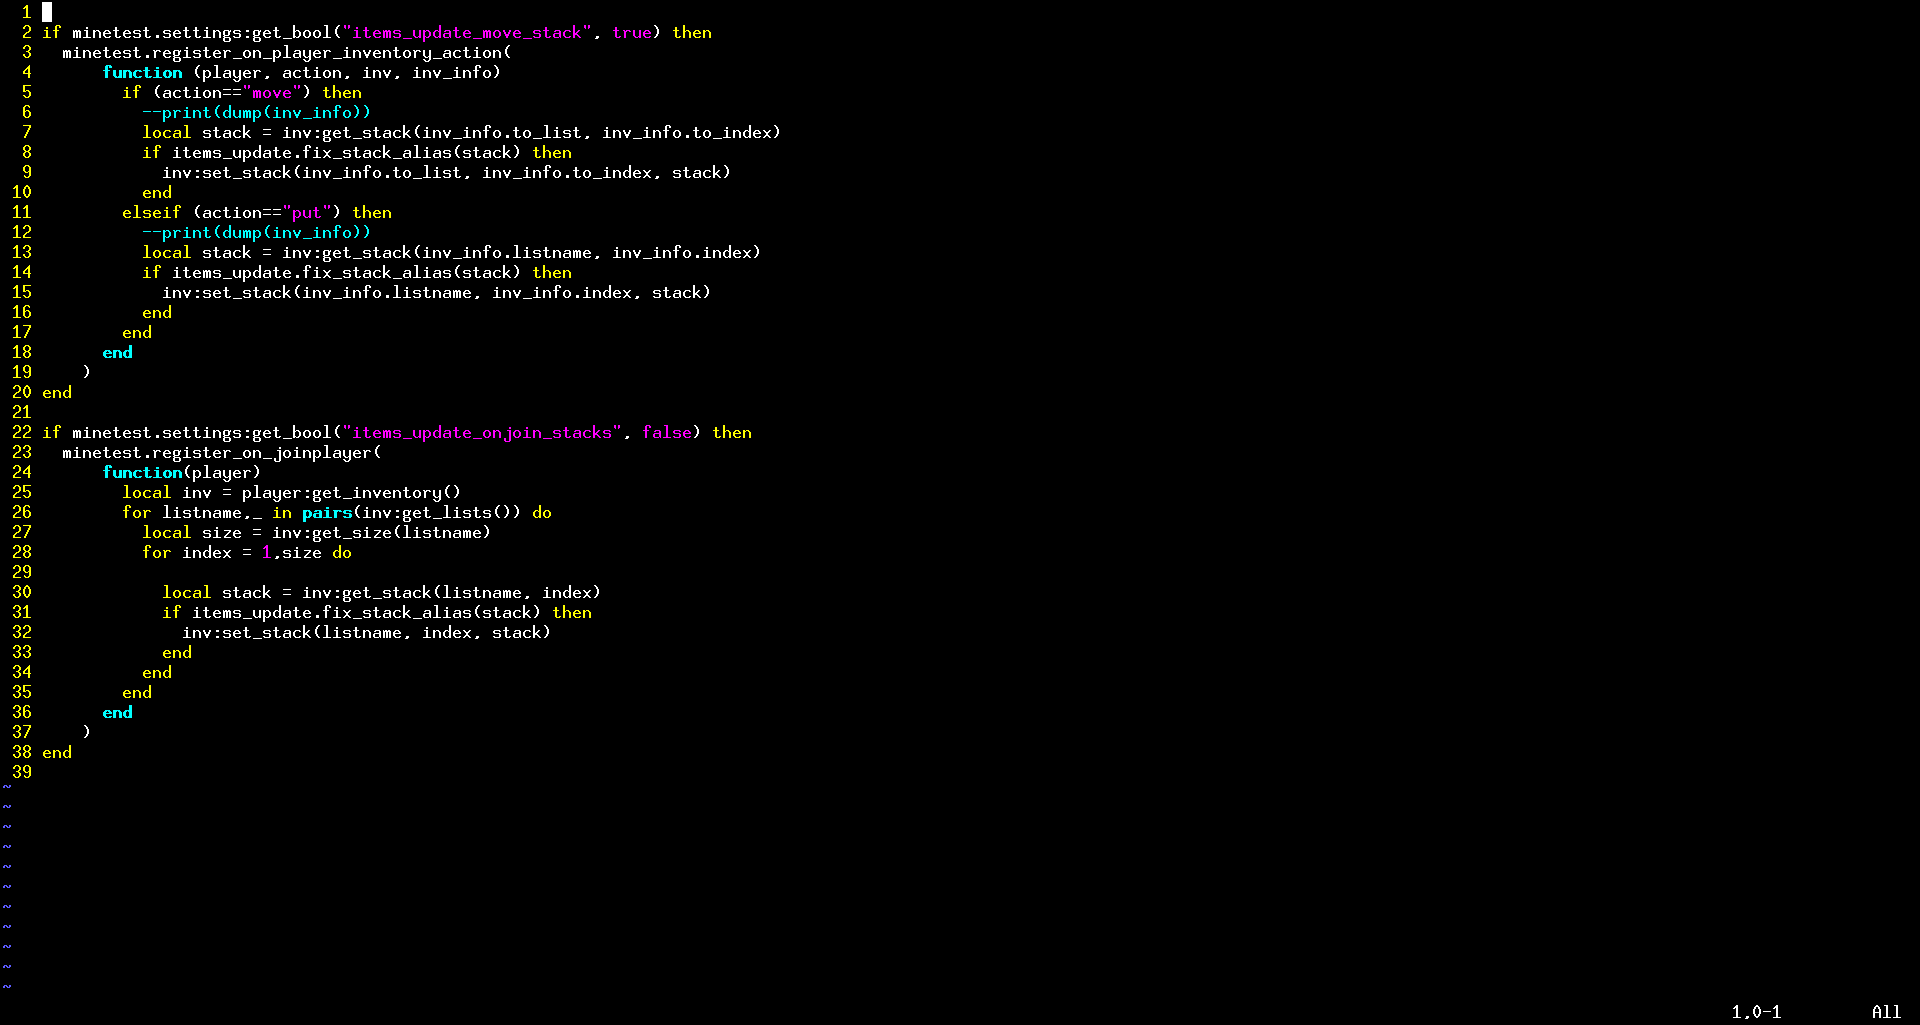 1
2 if minetest.settings:get_bool("items_update_move_stack", true) then
3   minetest.register_on_player_inventory_action(
4       function (player, action, inv, inv_info)
5         if (action=="move") then
6           --print(dump(inv_info))
7           local stack = inv:get_stack(inv_info.to_list, inv_info.to_index)
8           if items_update.fix_stack_alias(stack) then
9             inv:set_stack(inv_info.to_list, inv_info.to_index, stack)
10           end
11         elseif (action=="put") then
12           --print(dump(inv_info))
13           local stack = inv:get_stack(inv_info.listname, inv_info.index)
14           if items_update.fix_stack_alias(stack) then
15             inv:set_stack(inv_info.listname, inv_info.index, stack)
16           end
17         end
18       end
19     )
20 end
21
22 if minetest.settings:get_bool("items_update_onjoin_stacks", false) then
23   minetest.register_on_joinplayer(
24       function(player)
25         local inv = player:get_inventory()
26         for listname,_ in pairs(inv:get_lists()) do
27           local size = inv:get_size(listname)
28           for index = 1,size do
29
30             local stack = inv:get_stack(listname, index)
31             if items_update.fix_stack_alias(stack) then
32               inv:set_stack(listname, index, stack)
33             end
34           end
35         end
36       end
37     )
38 end
39
~
~
~
~
~
~
~
~
~
~
~
1,0-1 All